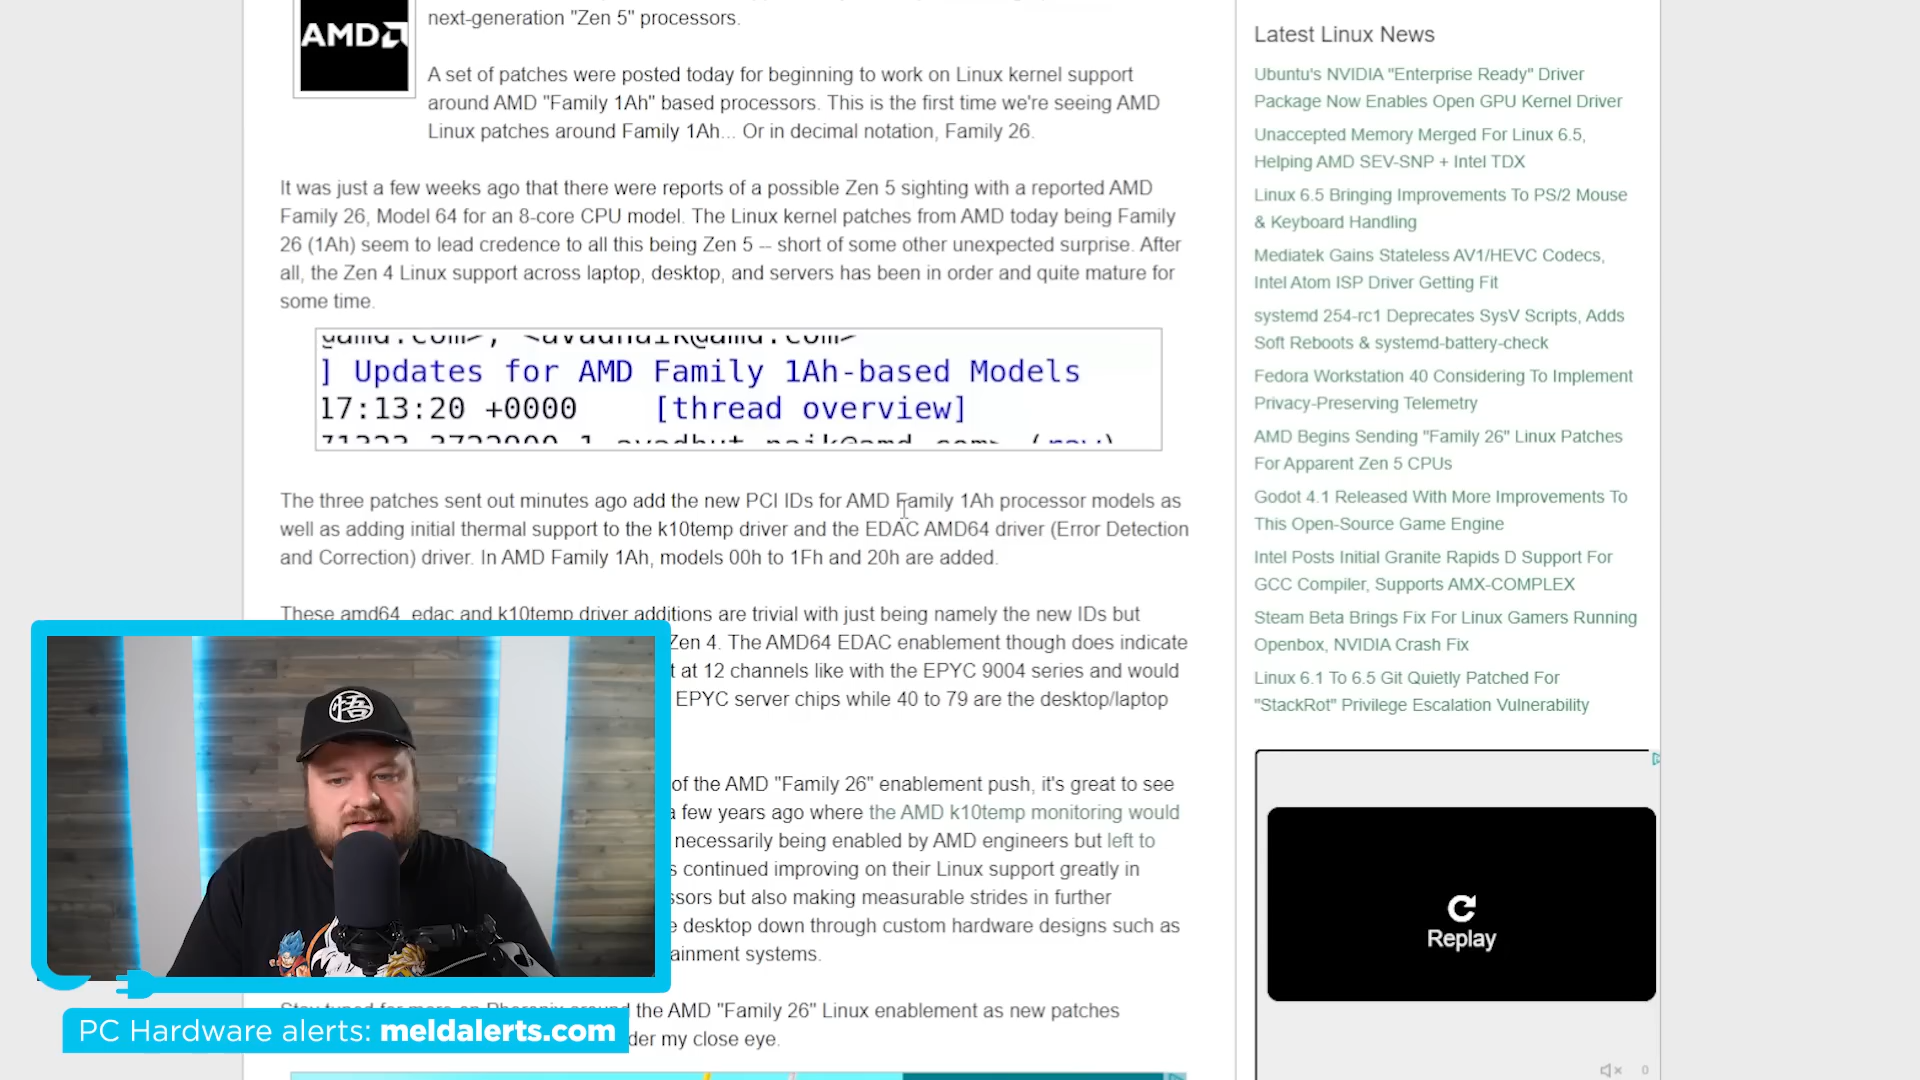 AMD
next-generation "Zen 5" processors.
A set of patches were posted today for beginning to work on Linux kernel support
around AMD "Family 1Ah" based processors. This is the first time we're seeing AMD
Linux patches around Family 1Ah... Or in decimal notation, Family 26.
It was just a few weeks ago that there were reports of a possible Zen 5 sighting with a reported AMD
Family 26, Model 64 for an 8-core CPU model. The Linux kernel patches from AMD today being Family
26 (1Ah) seem to lead credence to all this being Zen 5 -- short of some other unexpected surprise. After
all, the Zen 4 Linux support across laptop, desktop, and servers has been in order and quite mature for
some time.
] Updates for AMD Family 1Ah-based Models
17:13:20 +0000 [thread overview]
The three patches sent out minutes ago add the new PCI IDs for AMD Family 1Ah processor models as
well as adding initial thermal support to the k10temp driver and the EDAC AMD64 driver (Error Detection
and Correction) driver. In AMD Family 1Ah, models 00h to 1Fh and 20h are added.
These amd64_edac and k10temp driver additions are trivial with just being namely the new IDs but
Zen 4. The AMD64 EDAC enablement though does indicate
t at 12 channels like with the EPYC 9004 series and would
EPYC server chips while 40 to 79 are the desktop/laptop
of the AMD "Family 26" enablement push, it's great to see
a few years ago where the AMD k10temp monitoring would
necessarily being enabled by AMD engineers but left to
s continued improving on their Linux support greatly in
ssors but also making measurable strides in further
e desktop down through custom hardware designs such as
ainment systems.
the AMD "Family 26" Linux enablement as new patches
der my close eye.
Latest Linux News
Ubuntu's NVIDIA "Enterprise Ready" Driver
Package Now Enables Open GPU Kernel Driver
Unaccepted Memory Merged For Linux 6.5,
Helping AMD SEV-SNP + Intel TDX
Linux 6.5 Bringing Improvements To PS/2 Mouse
& Keyboard Handling
Mediatek Gains Stateless AV1/HEVC Codecs,
Intel Atom ISP Driver Getting Fit
systemd 254-rc1 Deprecates SysV Scripts, Adds
Soft Reboots & systemd-battery-check
Fedora Workstation 40 Considering To Implement
Privacy-Preserving Telemetry
AMD Begins Sending "Family 26" Linux Patches
For Apparent Zen 5 CPUs
Godot 4.1 Released With More Improvements To
This Open-Source Game Engine
Intel Posts Initial Granite Rapids D Support For
GCC Compiler, Supports AMX-COMPLEX
Steam Beta Brings Fix For Linux Gamers Running
Openbox, NVIDIA Crash Fix
Linux 6.1 To 6.5 Git Quietly Patched For
"StackRot" Privilege Escalation Vulnerability
Replay
0
悟
PC Hardware alerts: meldalerts.com